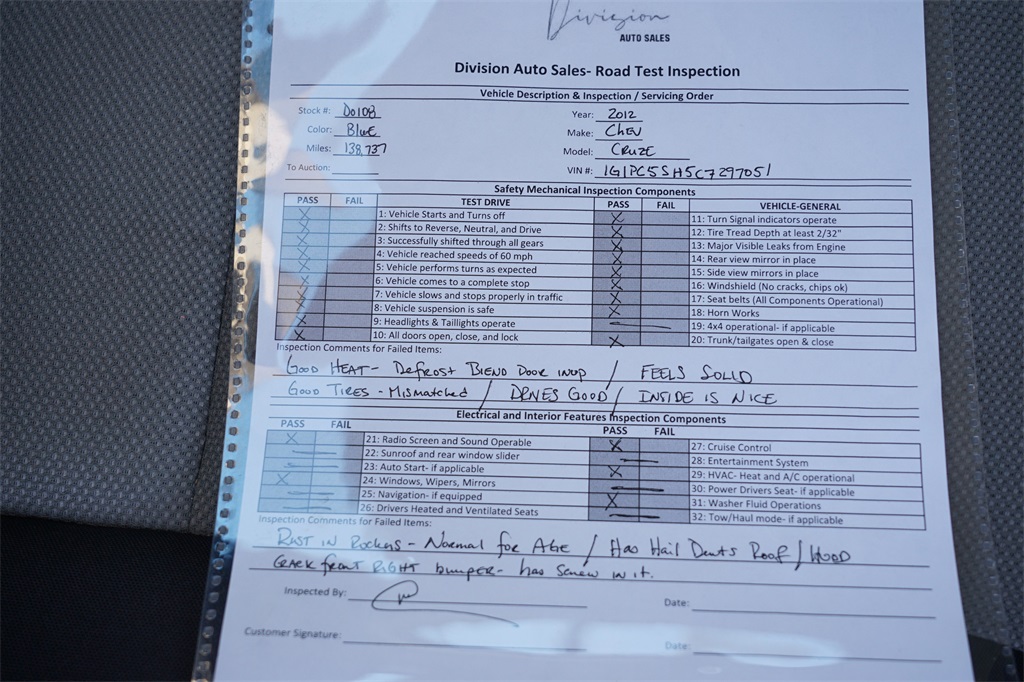 Division
AUTO SALES
Division Auto Sales- Road Test Inspection
Vehicle Description & Inspection / Servicing Order
Stock #: D0108 Year: 2012
Color: Blue Make: CHEV
Miles: 138,737 Model: CRUZE
To Auction: VIN #: 1G1PC5SH5C7297051
Safety Mechanical Inspection Components
PASS FAIL TEST DRIVE PASS FAIL VEHICLE-GENERAL
X 1: Vehicle Starts and Turns off X 11: Turn Signal indicators operate
X 2: Shifts to Reverse, Neutral, and Drive X 12: Tire Tread Depth at least 2/32"
X 3: Successfully shifted through all gears X 13: Major Visible Leaks from Engine
X 4: Vehicle reached speeds of 60 mph X 14: Rear view mirror in place
X 5: Vehicle performs turns as expected X 15: Side view mirrors in place
X 6: Vehicle comes to a complete stop X 16: Windshield (No cracks, chips ok)
X 7: Vehicle slows and stops properly in traffic X 17: Seat belts (All Components Operational)
X 8: Vehicle suspension is safe X 18: Horn Works
X 9: Headlights & Taillights operate 19: 4x4 operational- if applicable
X 10: All doors open, close, and lock X 20: Trunk/tailgates open & close
Inspection Comments for Failed Items:
GOOD HEAT- Defrost BLEND DOOR INOP / FEELS SOLID
GOOD TIRES - Mismatched / DRIVES GOOD / INSIDE IS NICE
Electrical and Interior Features Inspection Components
PASS FAIL PASS FAIL
X 21: Radio Screen and Sound Operable X 27: Cruise Control
22: Sunroof and rear window slider 28: Entertainment System
23: Auto Start- if applicable X 29: HVAC- Heat and A/C operational
X 24: Windows, Wipers, Mirrors 30: Power Drivers Seat- if applicable
25: Navigation- if equipped X 31: Washer Fluid Operations
26: Drivers Heated and Ventilated Seats 32: Tow/Haul mode- if applicable
Inspection Comments for Failed Items:
RUST IN Rockers - Normal for AGE / Has Hail Dents Roof / HOOD
CRACK front RIGHT bumper- has screw in it.
Inspected By: Date:
Customer Signature: Date: